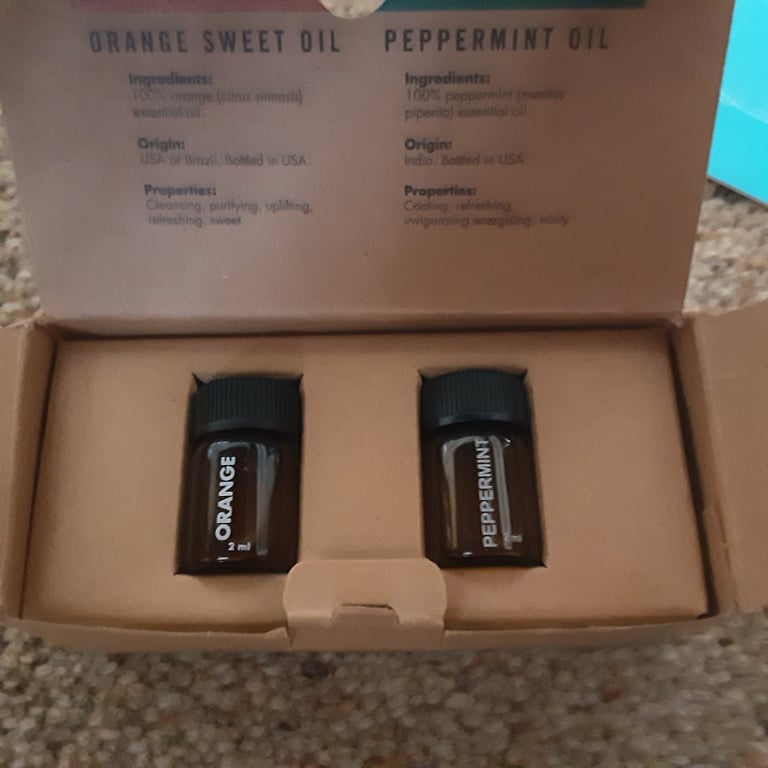 ORANGE SWEET OIL
Ingredients:
100% orange (citrus sinensis)
essential oil.
Origin:
USA or Brazil. Bottled in USA.
Properties:
Cleansing, purifying, uplifting,
refreshing, sweet
PEPPERMINT OIL
Ingredients:
100% peppermint (mentha
piperita) essential oil.
Origin:
India. Bottled in USA.
Properties:
Cooling, refreshing,
invigorating,energising, minty
ORANGE
2 ml
PEPPERMINT
2 ml